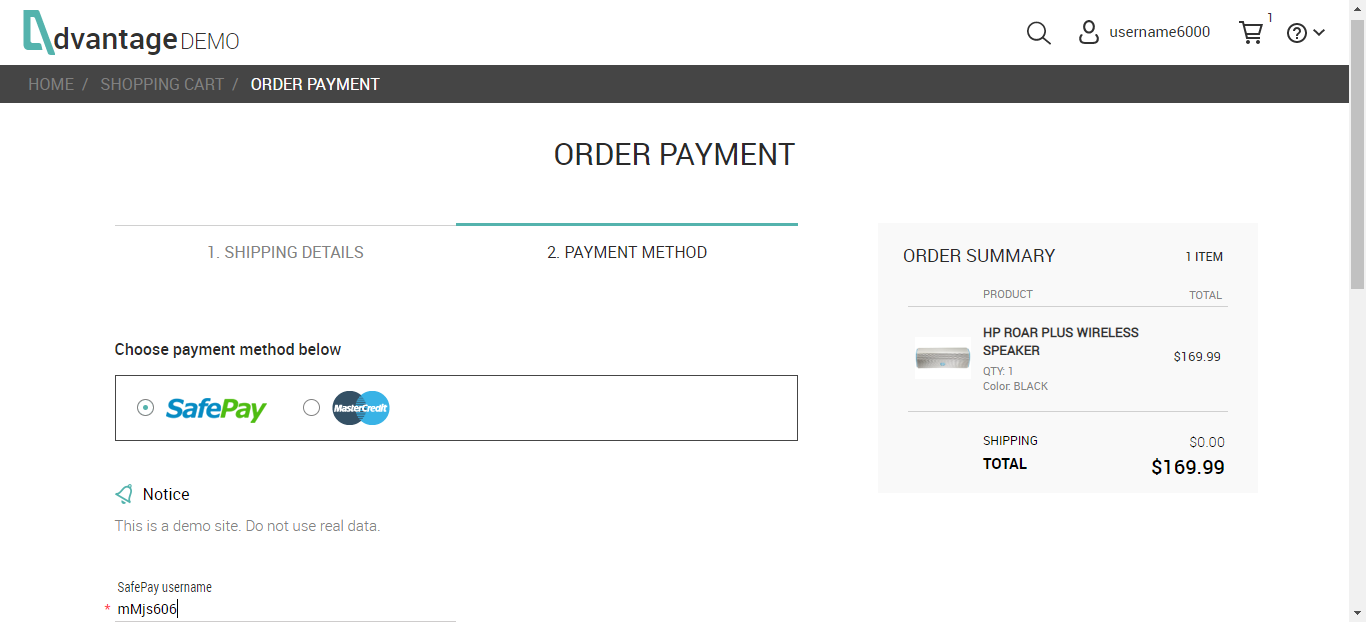 dvantage DEMO
username6000
1
HOME / SHOPPING CART / ORDER PAYMENT
ORDER PAYMENT
1. SHIPPING DETAILS
2. PAYMENT METHOD
Choose payment method below
SafePay
MasterCredit
Notice
This is a demo site. Do not use real data.
SafePay username
* mMjs606
ORDER SUMMARY
1 ITEM
PRODUCT
TOTAL
HP ROAR PLUS WIRELESS
SPEAKER
$169.99
QTY: 1
Color: BLACK
SHIPPING
$0.00
TOTAL
$169.99